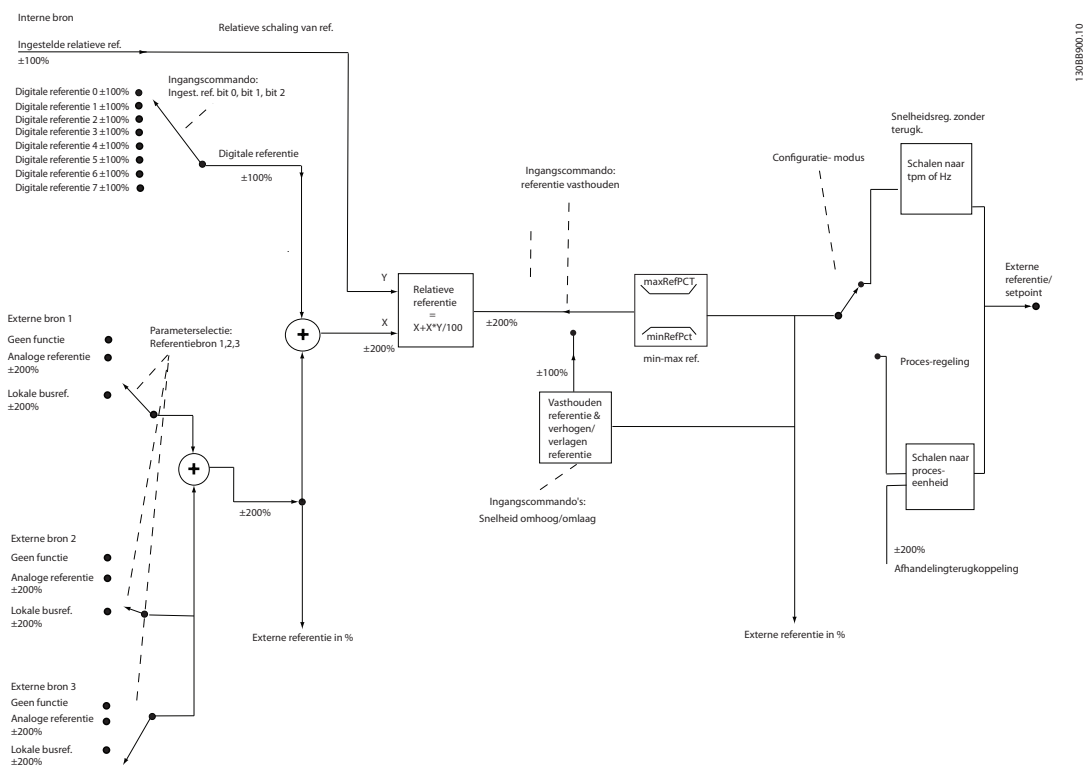 Interne bron
Relatieve schaling van ref.
Ingestelde relatieve ref.
±100%
130BB900.10
Ingangscommando:
Ingest. ref. bit 0, bit 1, bit 2
Digitale referentie 0 ±100%
Digitale referentie 1 ±100%
Digitale referentie 2 ±100%
Digitale referentie 3 ±100%
Digitale referentie 4 ±100%
Digitale referentie 5 ±100%
Digitale referentie 6 ±100%
Digitale referentie 7 ±100%
Digitale referentie
±100%
Ingangscommando:
referentie vasthouden
Configuratie- modus
Snelheidsreg. zonder
terugk.
Schalen naar
tpm of Hz
Y
X
±200%
Relatieve
referentie
=
X+X*Y/100
±200%
maxRefPCT
minRefPct
min-max ref.
Externe
referentie/
setpoint
Externe bron 1
Geen functie
Analoge referentie
±200%
Lokale busref.
±200%
Parameterselectie:
Referentiebron 1,2,3
+
+
±200%
±100%
Vasthouden
referentie &
verhogen/
verlagen
referentie
Ingangscommando's:
Snelheid omhoog/omlaag
Proces-regeling
Schalen naar
proces-
eenheid
±200%
Afhandelingterugkoppeling
Externe bron 2
Geen functie
Analoge referentie
±200%
Lokale busref.
±200%
Externe referentie in %
Externe referentie in %
Externe bron 3
Geen functie
Analoge referentie
±200%
Lokale busref.
±200%